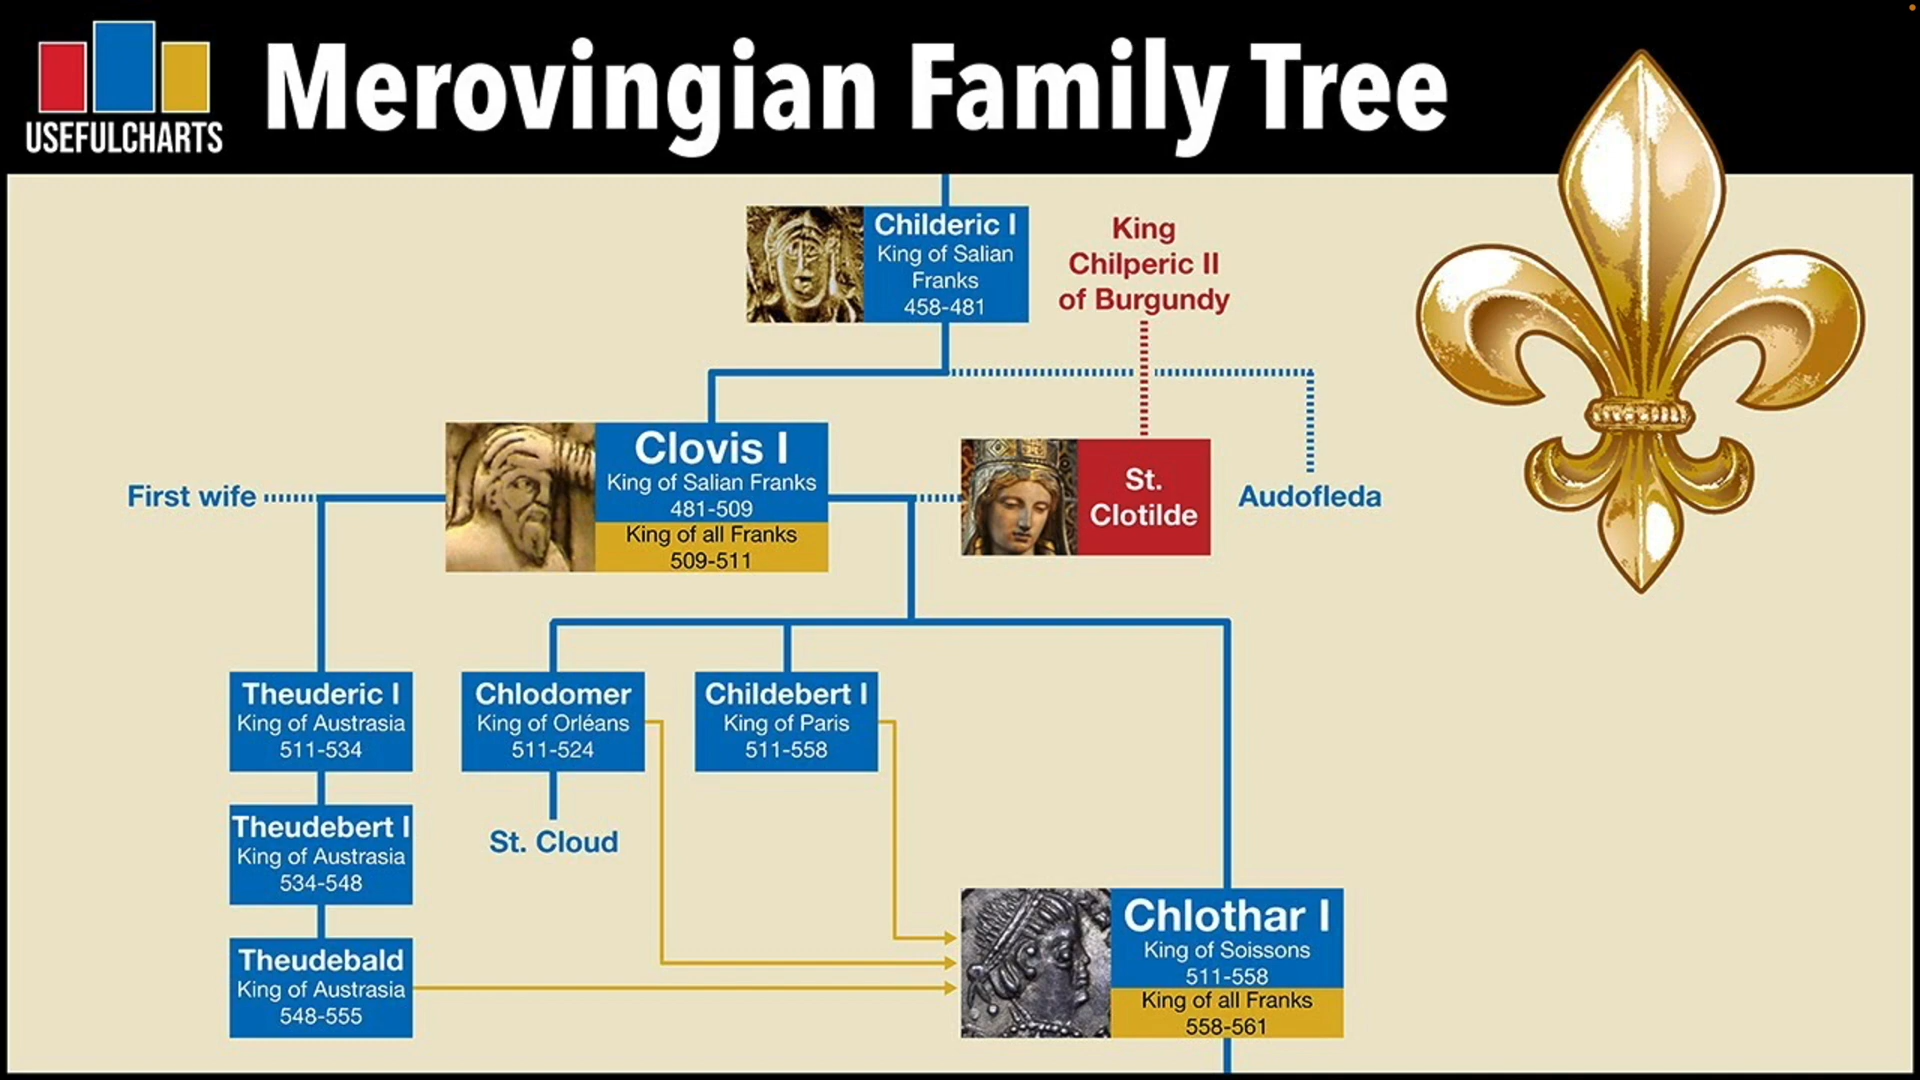 USEFULCHARTS
Merovingian Family Tree
Childeric I
King of Salian
Franks
458-481
King
Chilperic II
of Burgundy
First wife
Clovis I
King of Salian Franks
481-509
King of all Franks
509-511
St.
Clotilde
Audofleda
Theuderic I
King of Austrasia
511-534
Chlodomer
King of Orléans
511-524
Childebert I
King of Paris
511-558
Theudebert I
King of Austrasia
534-548
St. Cloud
Theudebald
King of Austrasia
548-555
Chlothar I
King of Soissons
511-558
King of all Franks
558-561